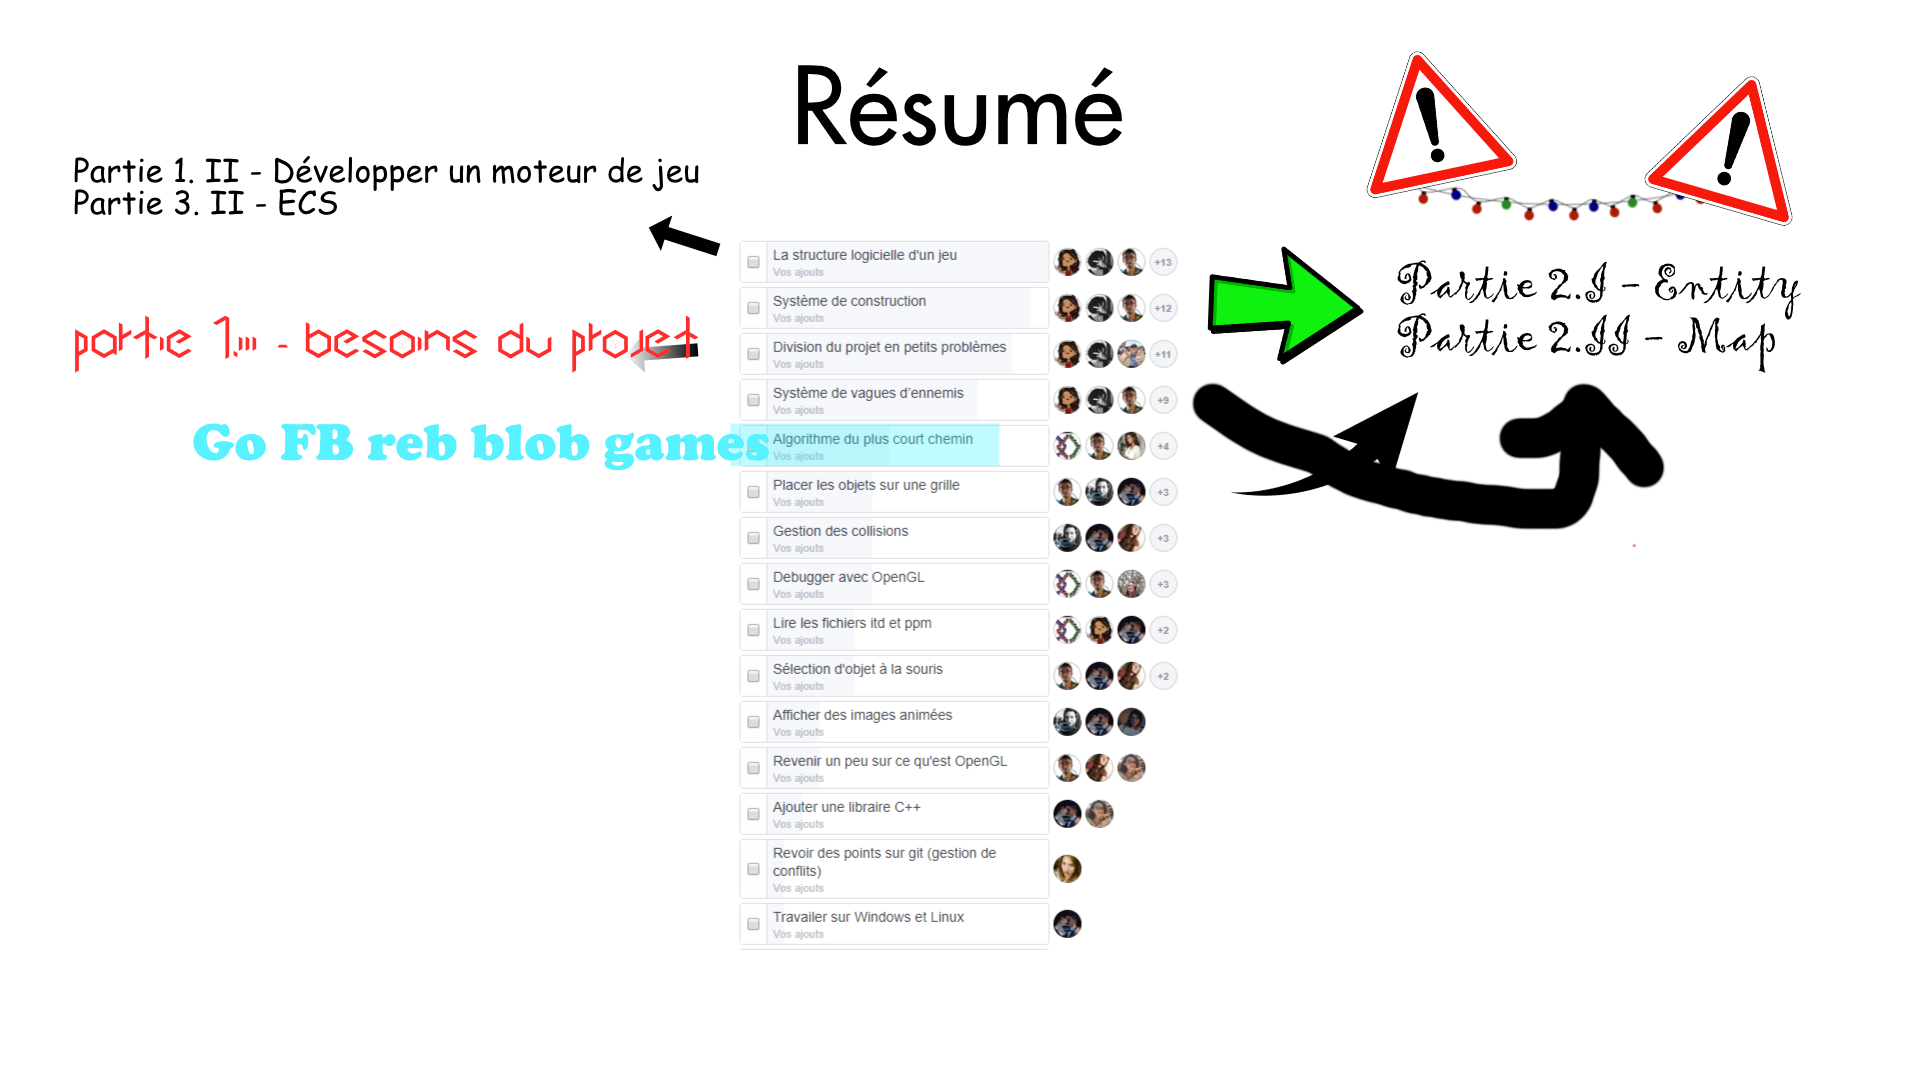 Résumé
Partie 1. II - Développer un moteur de jeu
Partie 3. II - ECS
partie 1.III - besoins du projet
Go FB reb blob games
La structure logicielle d'un jeu
Vos ajouts
+13
Système de construction
Vos ajouts
+12
Division du projet en petits problèmes
Vos ajouts
+11
Système de vagues d'ennemis
Vos ajouts
+9
Algorithme du plus court chemin
Vos ajouts
+4
Placer les objets sur une grille
Vos ajouts
+3
Gestion des collisions
Vos ajouts
+3
Debugger avec OpenGL
Vos ajouts
+3
Lire les fichiers itd et ppm
Vos ajouts
+2
Sélection d'objet à la souris
Vos ajouts
+2
Afficher des images animées
Vos ajouts
Revenir un peu sur ce qu'est OpenGL
Vos ajouts
Ajouter une libraire C++
Vos ajouts
Revoir des points sur git (gestion de
conflits)
Vos ajouts
Travailer sur Windows et Linux
Vos ajouts
Partie 2.I - Entity
Partie 2.II - Map